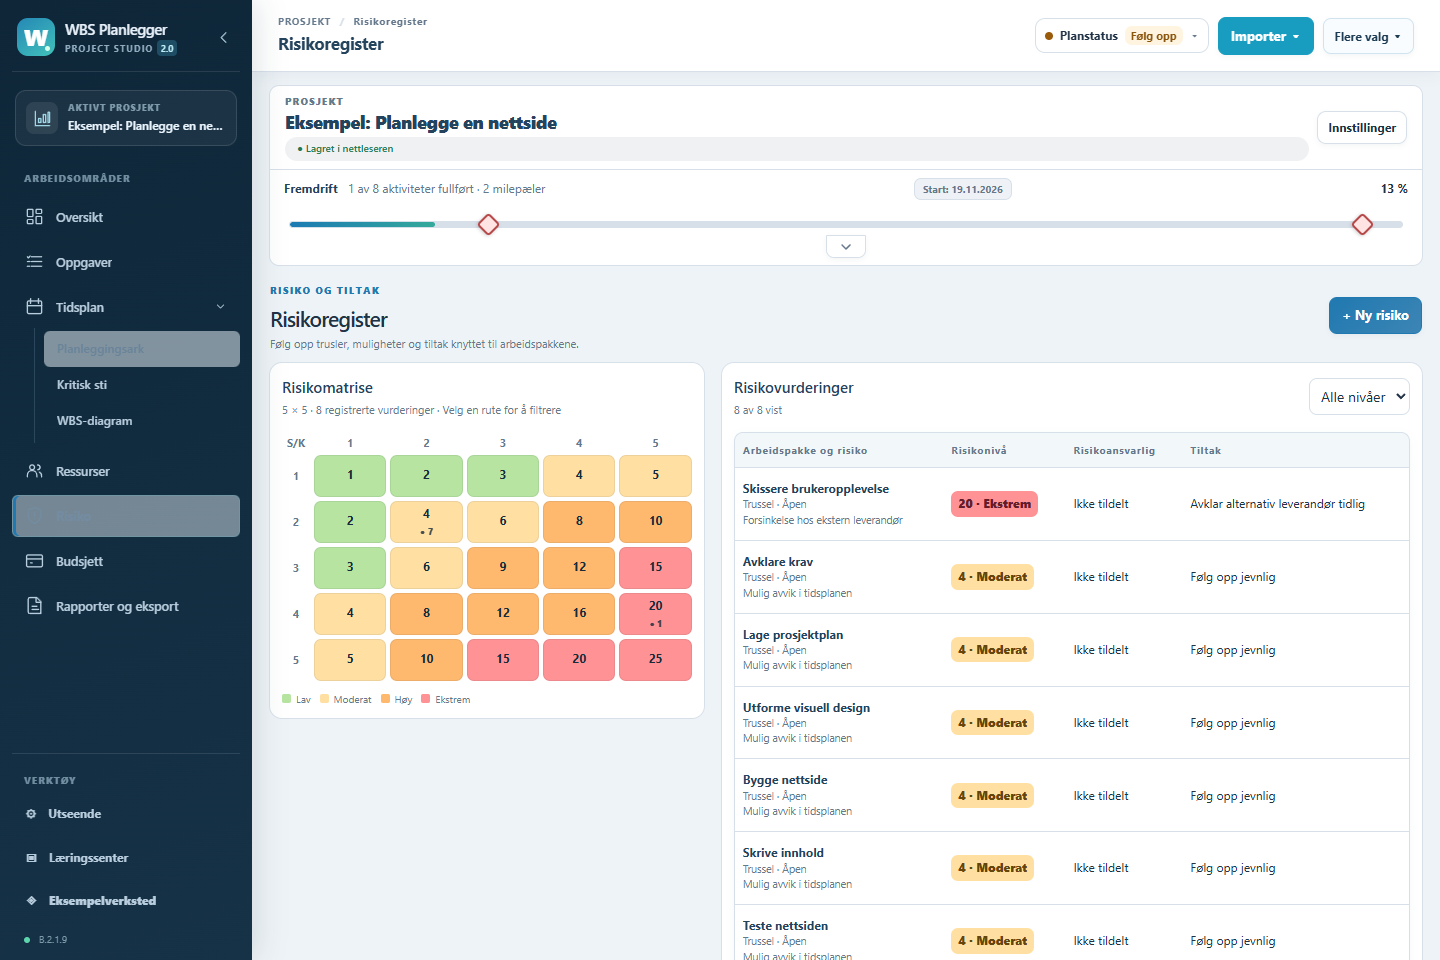 WBS Planlegger
PROJECT STUDIO 2.0
AKTIVT PROSJEKT
Eksempel: Planlegge en ne...
ARBEIDSOMRÅDER
Oversikt
Oppgaver
Tidsplan
Planleggingsark
Kritisk sti
WBS-diagram
Ressurser
Budsjett
Rapporter og eksport
VERKTØY
Utseende
Læringssenter
Eksempelverksted
B.2.1.9
PROSJEKT / Risikoregister
Risikoregister
Planstatus Følg opp
Importer
Flere valg
PROSJEKT
Eksempel: Planlegge en nettside
• Lagret i nettleseren
Innstillinger
Fremdrift 1 av 8 aktiviteter fullført · 2 milepæler
Start: 19.11.2026
13 %
RISIKO OG TILTAK
Risikoregister
Følg opp trusler, muligheter og tiltak knyttet til arbeidspakkene.
+ Ny risiko
Risikomatrise
5 × 5 · 8 registrerte vurderinger · Velg en rute for å filtrere
S/K 1 2 3 4 5
1 1 2 3 4 5
2 2 4 • 7 6 8 10
3 3 6 9 12 15
4 4 8 12 16 20 • 1
5 5 10 15 20 25
Lav Moderat Høy Ekstrem
Risikovurderinger
8 av 8 vist
Alle nivåer
Arbeidspakke og risiko Risikonivå Risikoansvarlig Tiltak
Skissere brukeropplevelse
Trussel · Åpen
Forsinkelse hos ekstern leverandør
20 · Ekstrem Ikke tildelt Avklar alternativ leverandør tidlig
Avklare krav
Trussel · Åpen
Mulig avvik i tidsplanen
4 · Moderat Ikke tildelt Følg opp jevnlig
Lage prosjektplan
Trussel · Åpen
Mulig avvik i tidsplanen
4 · Moderat Ikke tildelt Følg opp jevnlig
Utforme visuell design
Trussel · Åpen
Mulig avvik i tidsplanen
4 · Moderat Ikke tildelt Følg opp jevnlig
Bygge nettside
Trussel · Åpen
Mulig avvik i tidsplanen
4 · Moderat Ikke tildelt Følg opp jevnlig
Skrive innhold
Trussel · Åpen
Mulig avvik i tidsplanen
4 · Moderat Ikke tildelt Følg opp jevnlig
Teste nettsiden
Trussel · Åpen
Mulig avvik i tidsplanen
4 · Moderat Ikke tildelt Følg opp jevnlig